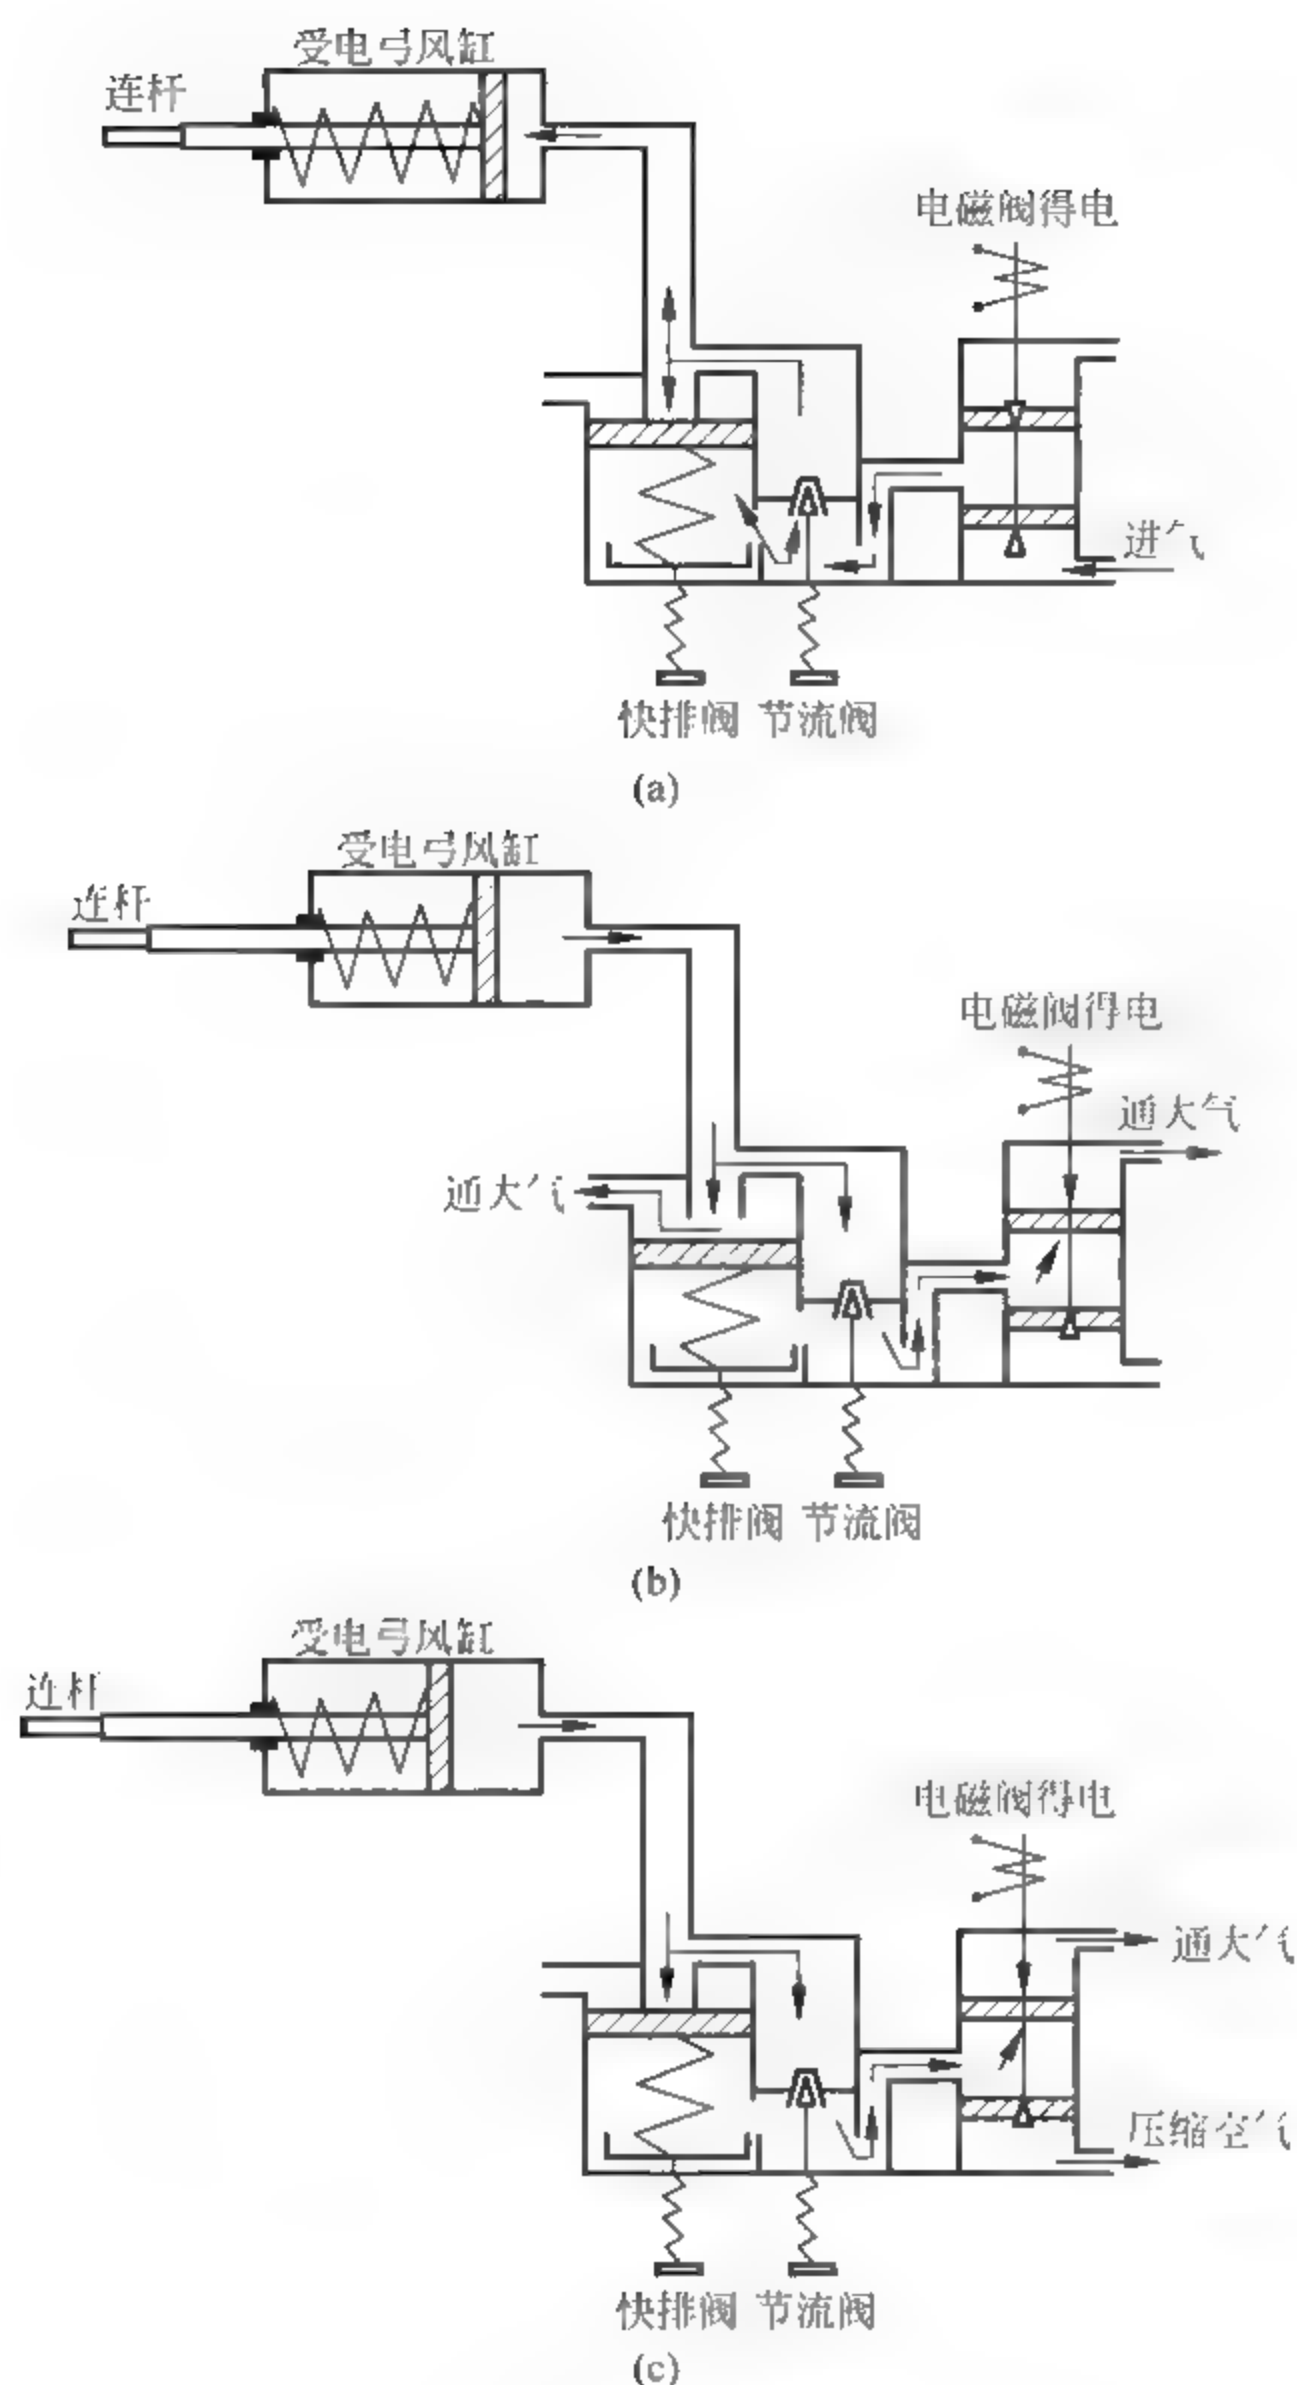 受电弓风缸
连杆
电磁阀得电
进气
快排阀 节流阀
(a)
受电弓风缸
连杆
电磁阀得电
通大气
通大气
快排阀 节流阀
(b)
受电弓风缸
连杆
电磁阀得电
通大气
压缩空气
快排阀 节流阀
(c)